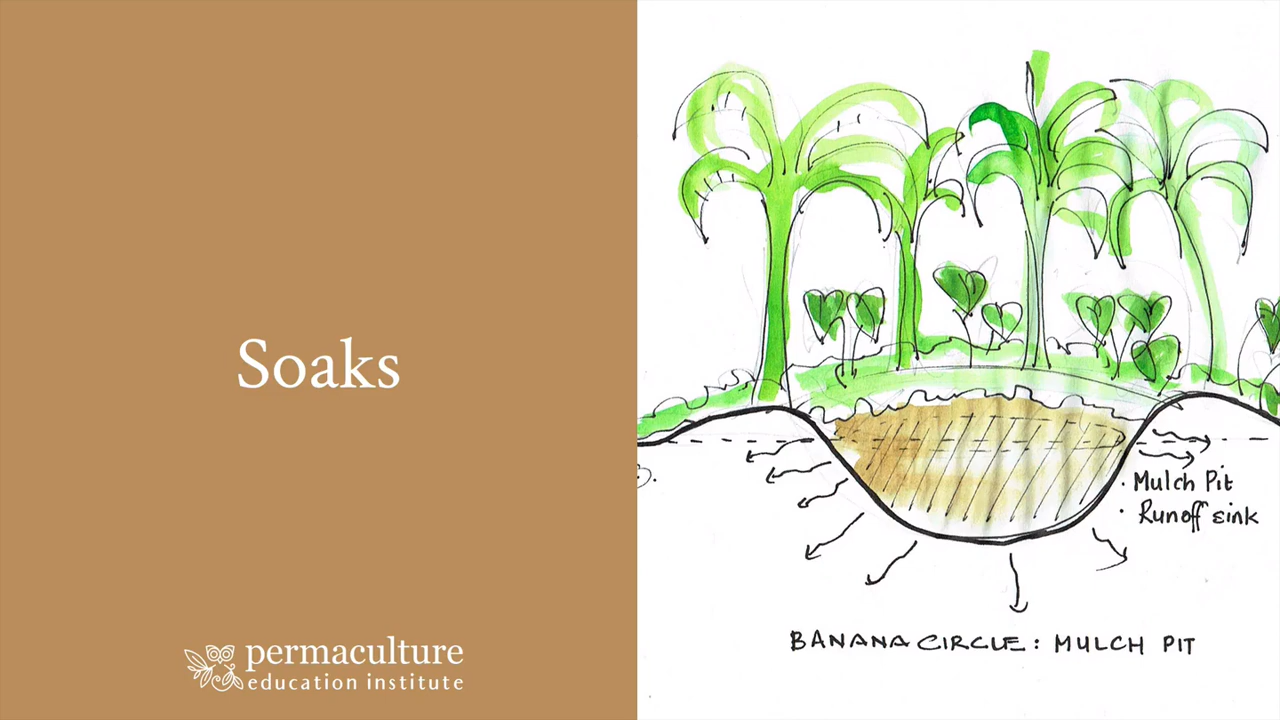 Soaks
permaculture
education institute
· Mulch Pit
· Runoff sink
BANANA CIRCLE: MULCH PIT